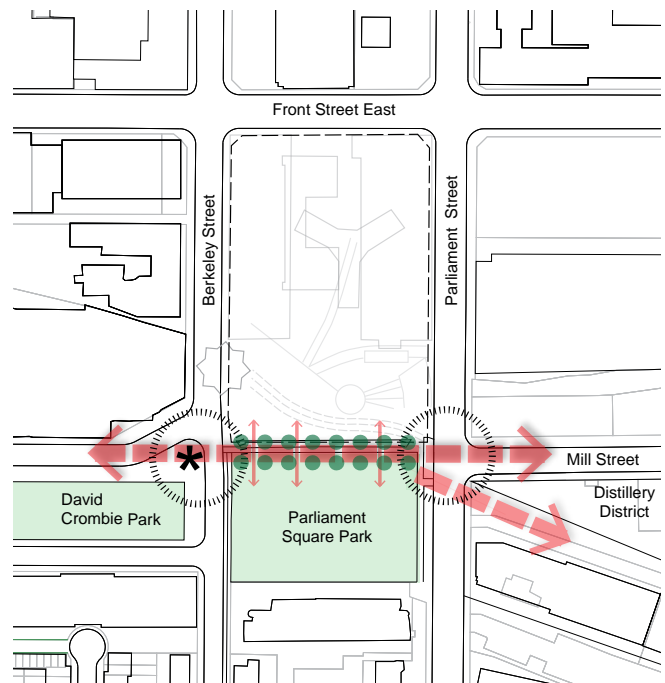 Front Street East
Berkeley Street
Parliament Street
*
Mill Street
David
Crombie Park
Parliament
Square Park
Distillery
District